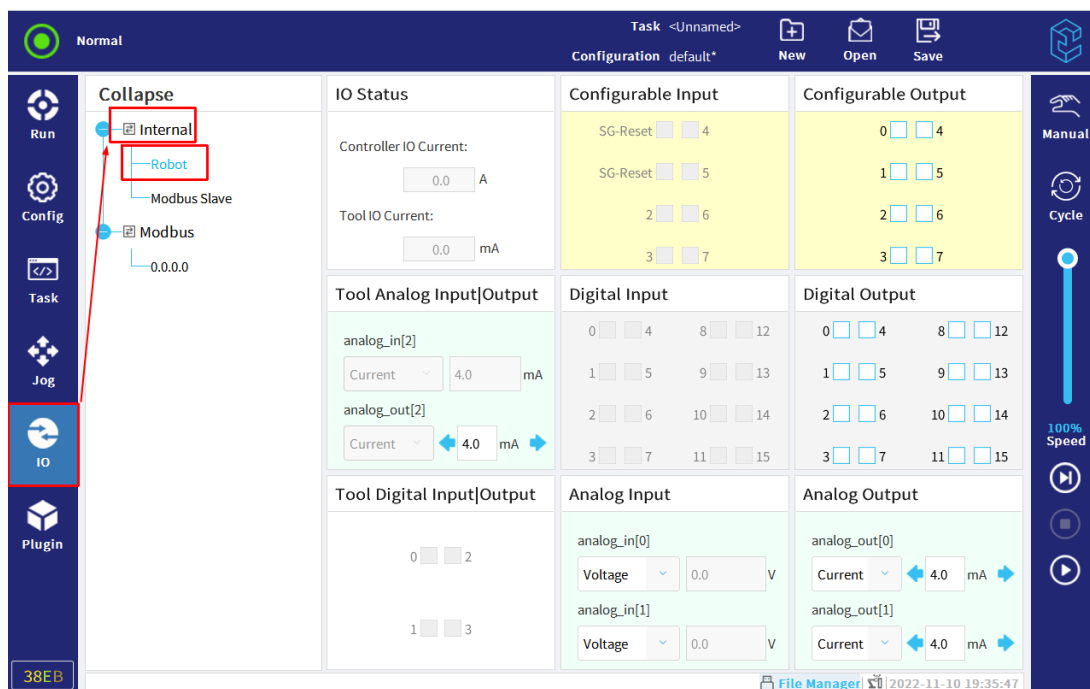 Normal
Task <Unnamed>
Configuration default*
New
Open
Save
Run
Config
Task
Jog
IO
Plugin
38EB
Collapse
Internal
Robot
Modbus Slave
Modbus
0.0.0.0
IO Status
Controller IO Current:
0.0 A
Tool IO Current:
0.0 mA
Configurable Input
SG-Reset 4
SG-Reset 5
2 6
3 7
Configurable Output
0 4
1 5
2 6
3 7
Tool Analog Input|Output
analog_in[2]
Current 4.0 mA
analog_out[2]
Current 4.0 mA
Digital Input
0 4 8 12
1 5 9 13
2 6 10 14
3 7 11 15
Digital Output
0 4 8 12
1 5 9 13
2 6 10 14
3 7 11 15
Tool Digital Input|Output
0 2
1 3
Analog Input
analog_in[0]
Voltage 0.0 V
analog_in[1]
Voltage 0.0 V
Analog Output
analog_out[0]
Current 4.0 mA
analog_out[1]
Current 4.0 mA
Manual
Cycle
100%
Speed
File Manager 2022-11-10 19:35:47